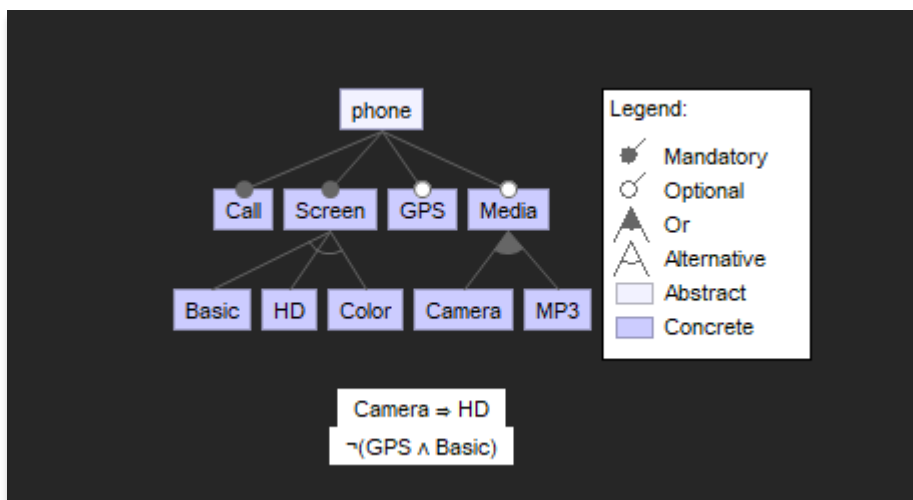 phone
Legend:
Mandatory
Call Screen GPS Media
Optional
Or
Alternative
Abstract
Basic HD Color Camera MP3
Concrete
Camera ⇒ HD
¬(GPS ∧ Basic)